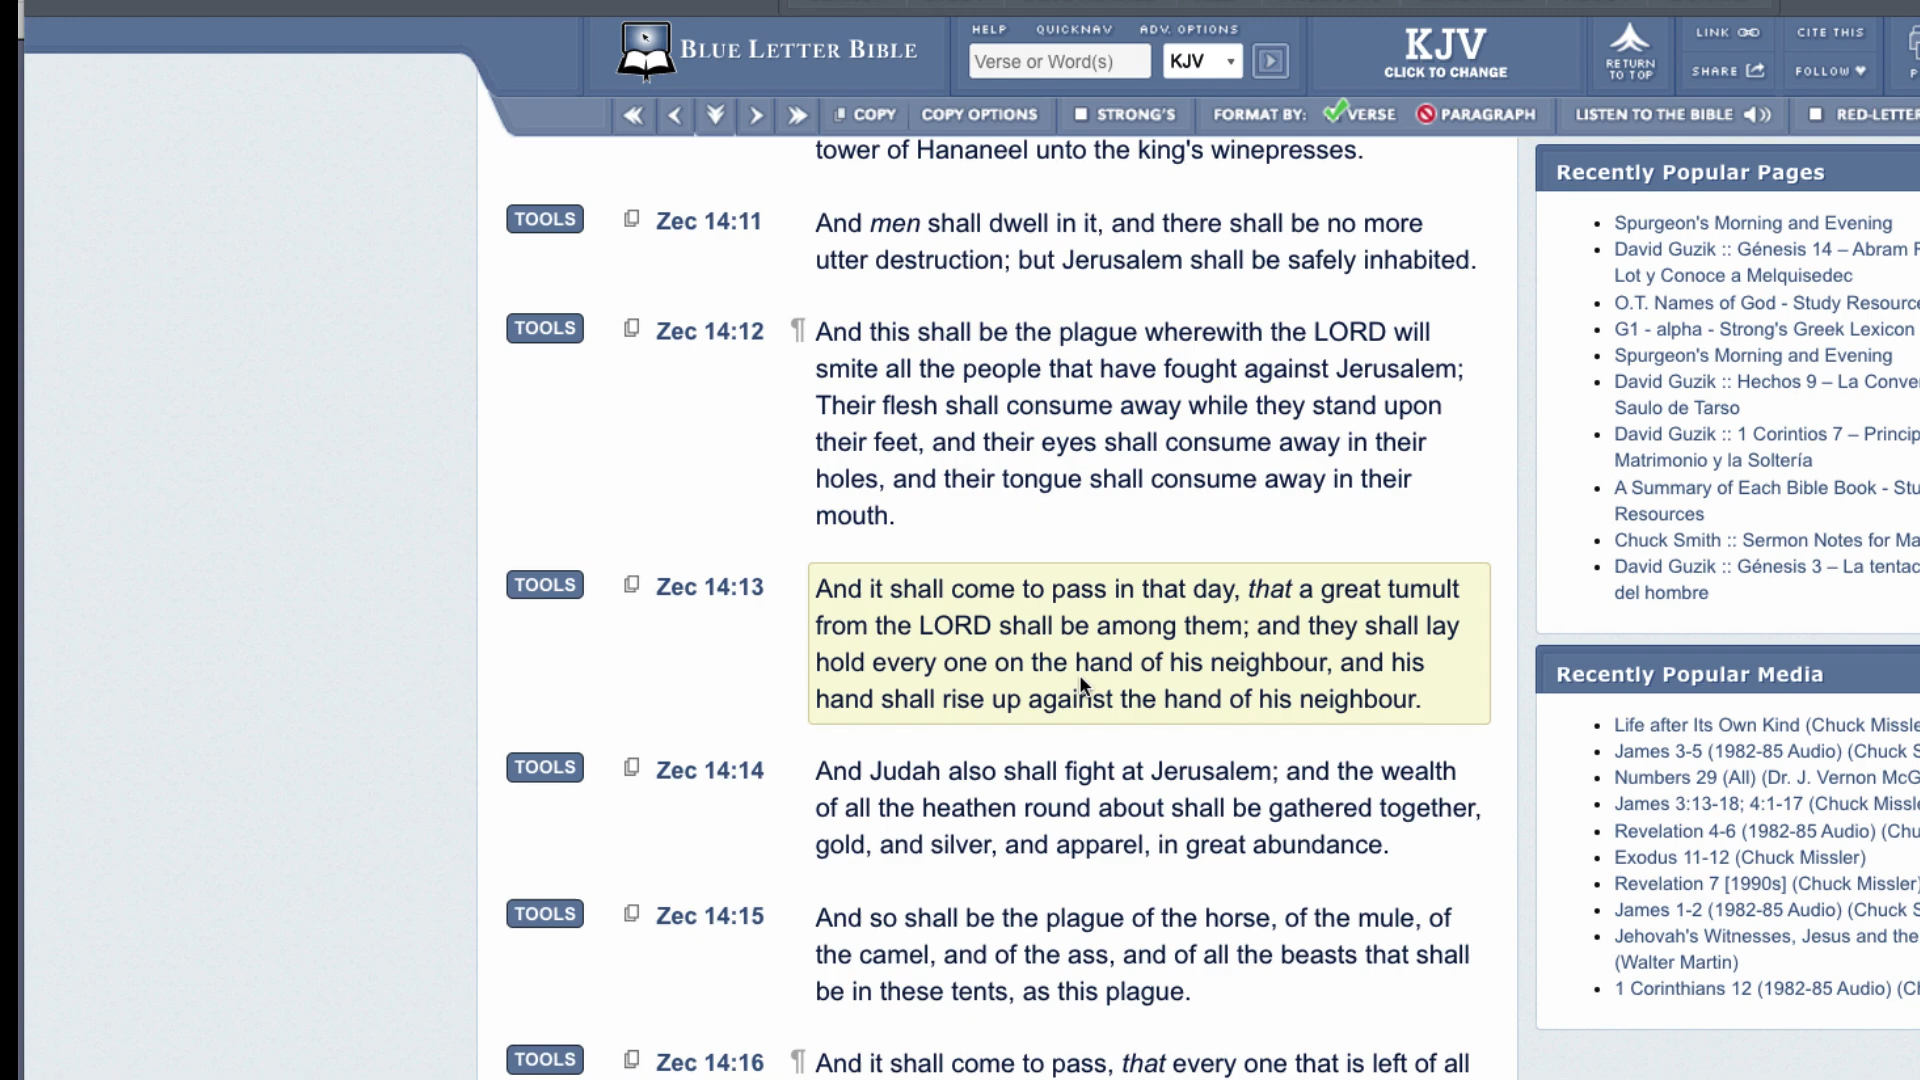 HELP QUICKNAV ADV. OPTIONS
BLUE LETTER BIBLE
Verse or Word(s) KJV
KJV
CLICK TO CHANGE
RETURN
TO TOP
LINK
SHARE
CITE THIS
FOLLOW
COPY COPY OPTIONS STRONG'S FORMAT BY: VERSE PARAGRAPH LISTEN TO THE BIBLE RED-LETTER
tower of Hananeel unto the king's winepresses.
TOOLS Zec 14:11 And men shall dwell in it, and there shall be no more
utter destruction; but Jerusalem shall be safely inhabited.
TOOLS Zec 14:12 ¶ And this shall be the plague wherewith the LORD will
smite all the people that have fought against Jerusalem;
Their flesh shall consume away while they stand upon
their feet, and their eyes shall consume away in their
holes, and their tongue shall consume away in their
mouth.
TOOLS Zec 14:13 And it shall come to pass in that day, that a great tumult
from the LORD shall be among them; and they shall lay
hold every one on the hand of his neighbour, and his
hand shall rise up against the hand of his neighbour.
TOOLS Zec 14:14 And Judah also shall fight at Jerusalem; and the wealth
of all the heathen round about shall be gathered together,
gold, and silver, and apparel, in great abundance.
TOOLS Zec 14:15 And so shall be the plague of the horse, of the mule, of
the camel, and of the ass, and of all the beasts that shall
be in these tents, as this plague.
TOOLS Zec 14:16 ¶ And it shall come to pass, that every one that is left of all
Recently Popular Pages
• Spurgeon's Morning and Evening
• David Guzik :: Génesis 14 – Abram
Lot y Conoce a Melquisedec
• O.T. Names of God - Study
• G1 - alpha - Strong's Greek Lexicon
• Spurgeon's Morning and Evening
• David Guzik :: Hechos 9 – La
Saulo de Tarso
• David Guzik :: 1 Corintios 7 –
Matrimonio y la Soltería
• A Summary of Each Bible Book -
Resources
• Chuck Smith :: Sermon Notes for
• David Guzik :: Génesis 3 – La
del hombre
Recently Popular Media
• Life after Its Own Kind (Chuck
• James 3-5 (1982-85 Audio) (Chuck
• Numbers 29 (All) (Dr. J. Vernon
• James 3:13-18; 4:1-17 (Chuck
• Revelation 4-6 (1982-85 Audio)
• Exodus 11-12 (Chuck Missler)
• Revelation 7 [1990s] (Chuck Missler)
• James 1-2 (1982-85 Audio) (Chuck
• Jehovah's Witnesses, Jesus and the
(Walter Martin)
• 1 Corinthians 12 (1982-85 Audio)